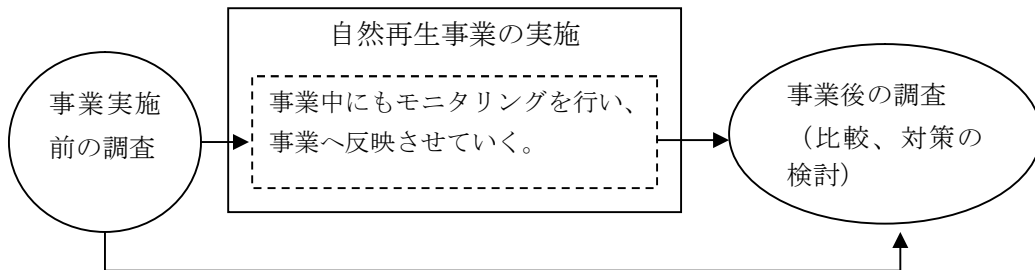 自然再生事業の実施
事業実施
前の調査
事業中にもモニタリングを行い、
事業へ反映させていく。
事業後の調査
（比較、対策の
検討）